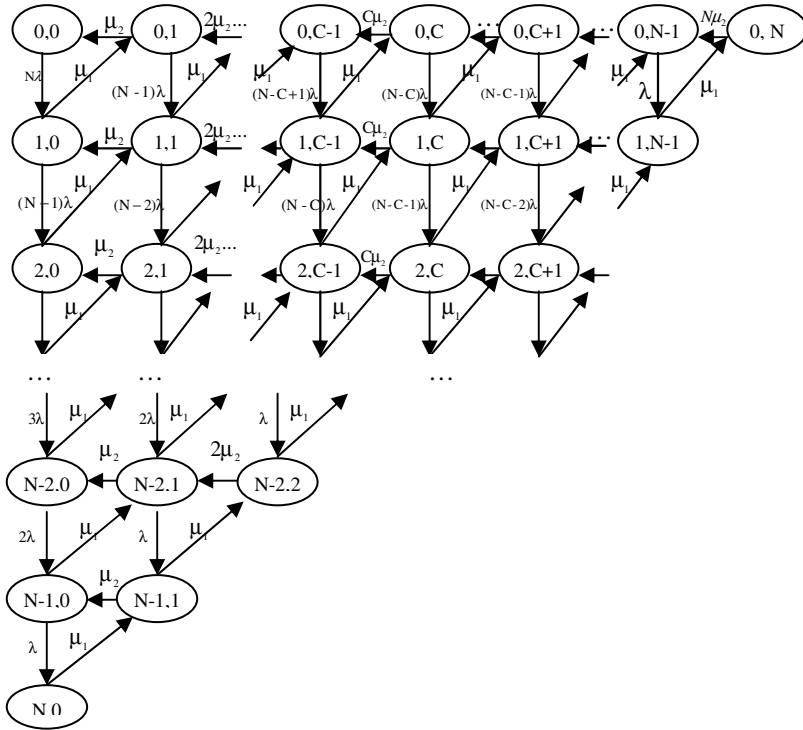 0,0 μ₂ 0,1 2μ₂... 0,C-1 Cμ₂ 0,C ... 0,C+1 ... 0,N-1 Nμ₂ 0, N
Nλ μ₁ (N -1)λ μ₁ μ₁ (N-C+1)λ μ₁ (N-C)λ μ₁ (N-C-1)λ μ₁ λ μ₁
1,0 μ₂ 1,1 2μ₂... 1,C-1 Cμ₂ 1,C 1,C+1 ... 1,N-1
(N−1)λ μ₁ (N−2)λ μ₁ (N-C)λ μ₁ (N-C-1)λ μ₁ (N-C-2)λ μ₁
2,0 μ₂ 2,1 2μ₂... 2,C-1 Cμ₂ 2,C 2,C+1
μ₁ μ₁
... ... ...
3λ μ₁ 2λ μ₁ λ μ₁
N-2.0 μ₂ N-2.1 2μ₂ N-2.2
2λ μ₁ λ μ₁
N-1,0 μ₂ N-1,1
λ μ₁
N.0